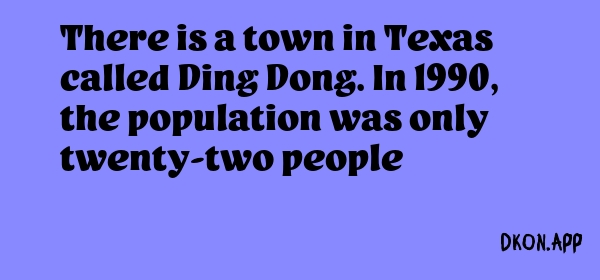 There is a town in Texas
called Ding Dong. In 1990,
the population was only
twenty-two people
DKON.APP